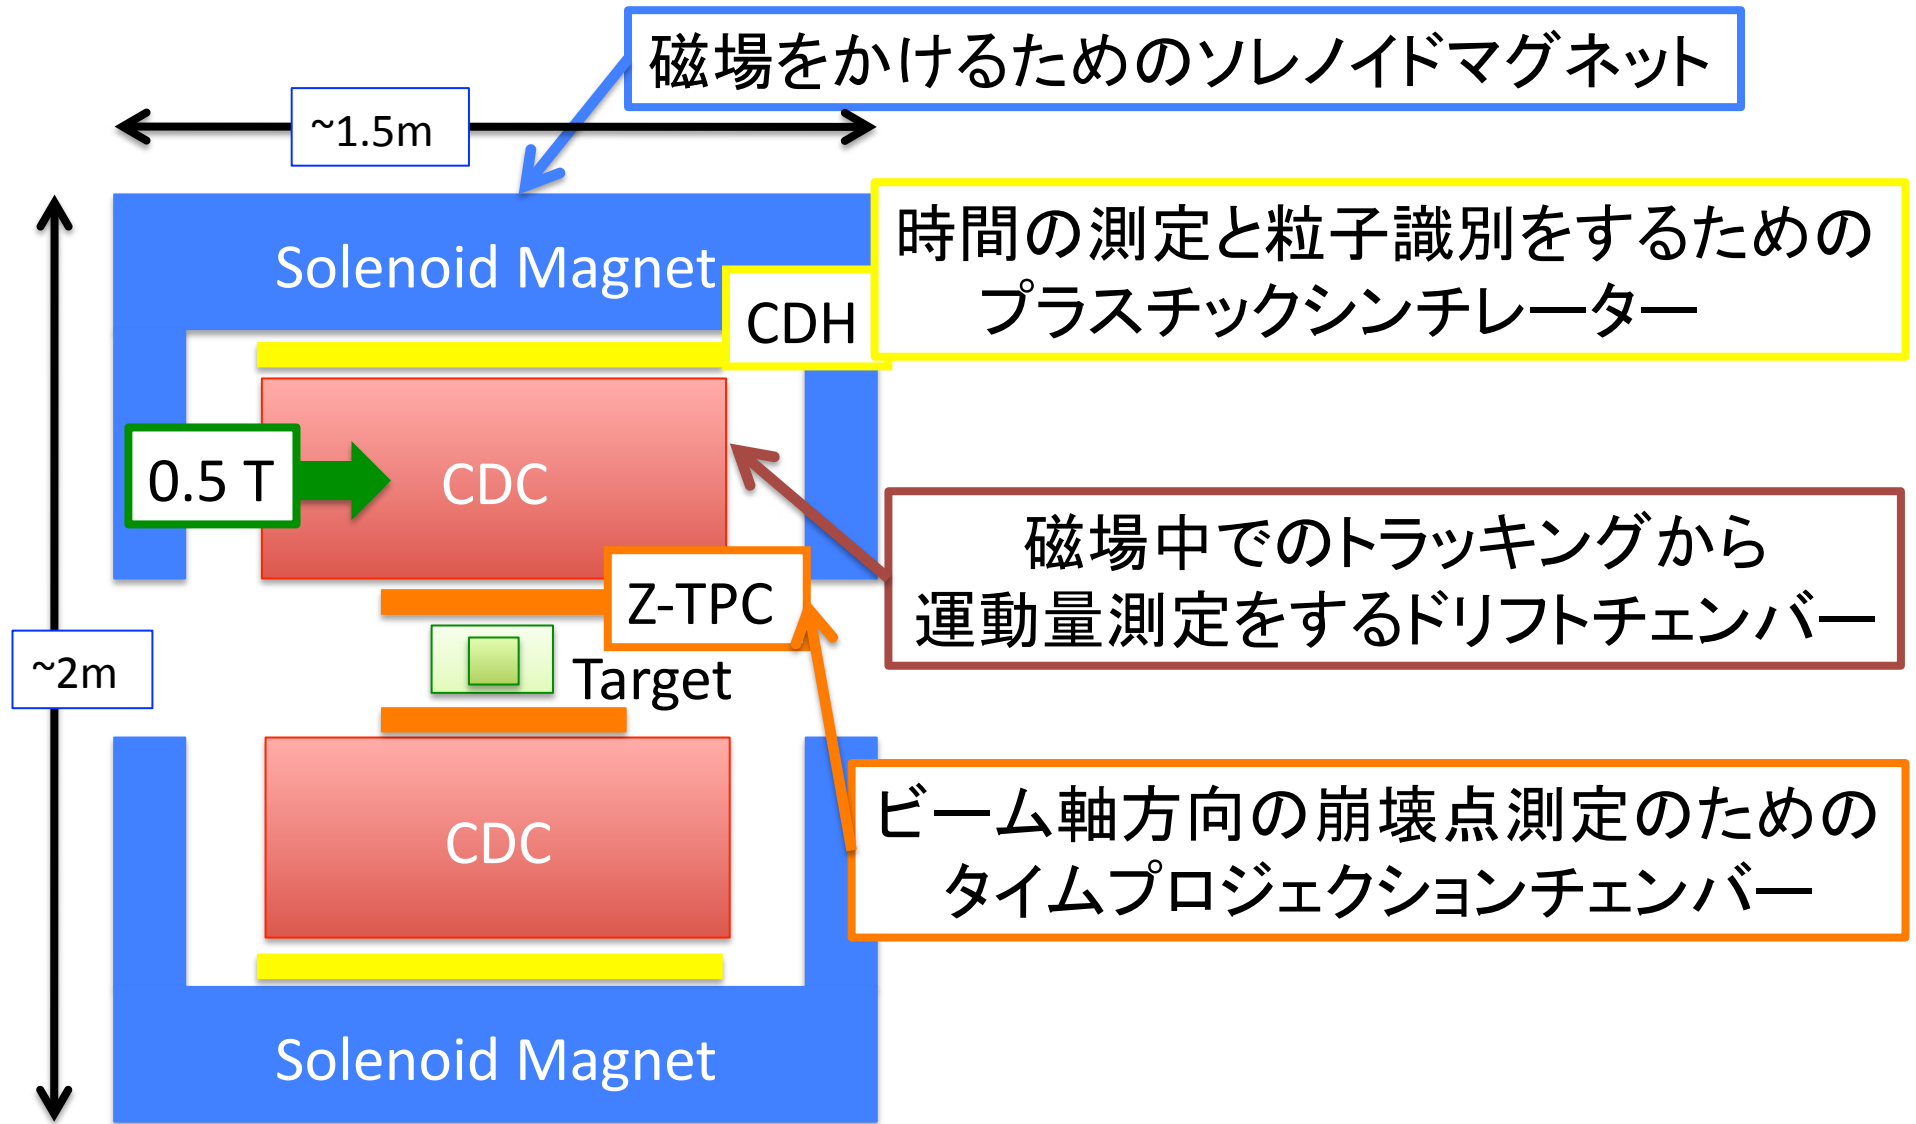 磁場をかけるためのソレノイドマグネット
~1.5m
Solenoid Magnet
時間の測定と粒子識別をするための
プラスチックシンチレーター
CDH
0.5 T
CDC
磁場中でのトラッキングから
運動量測定をするドリフトチェンバー
Z-TPC
~2m
Target
ビーム軸方向の崩壊点測定のための
タイムプロジェクションチェンバー
CDC
Solenoid Magnet